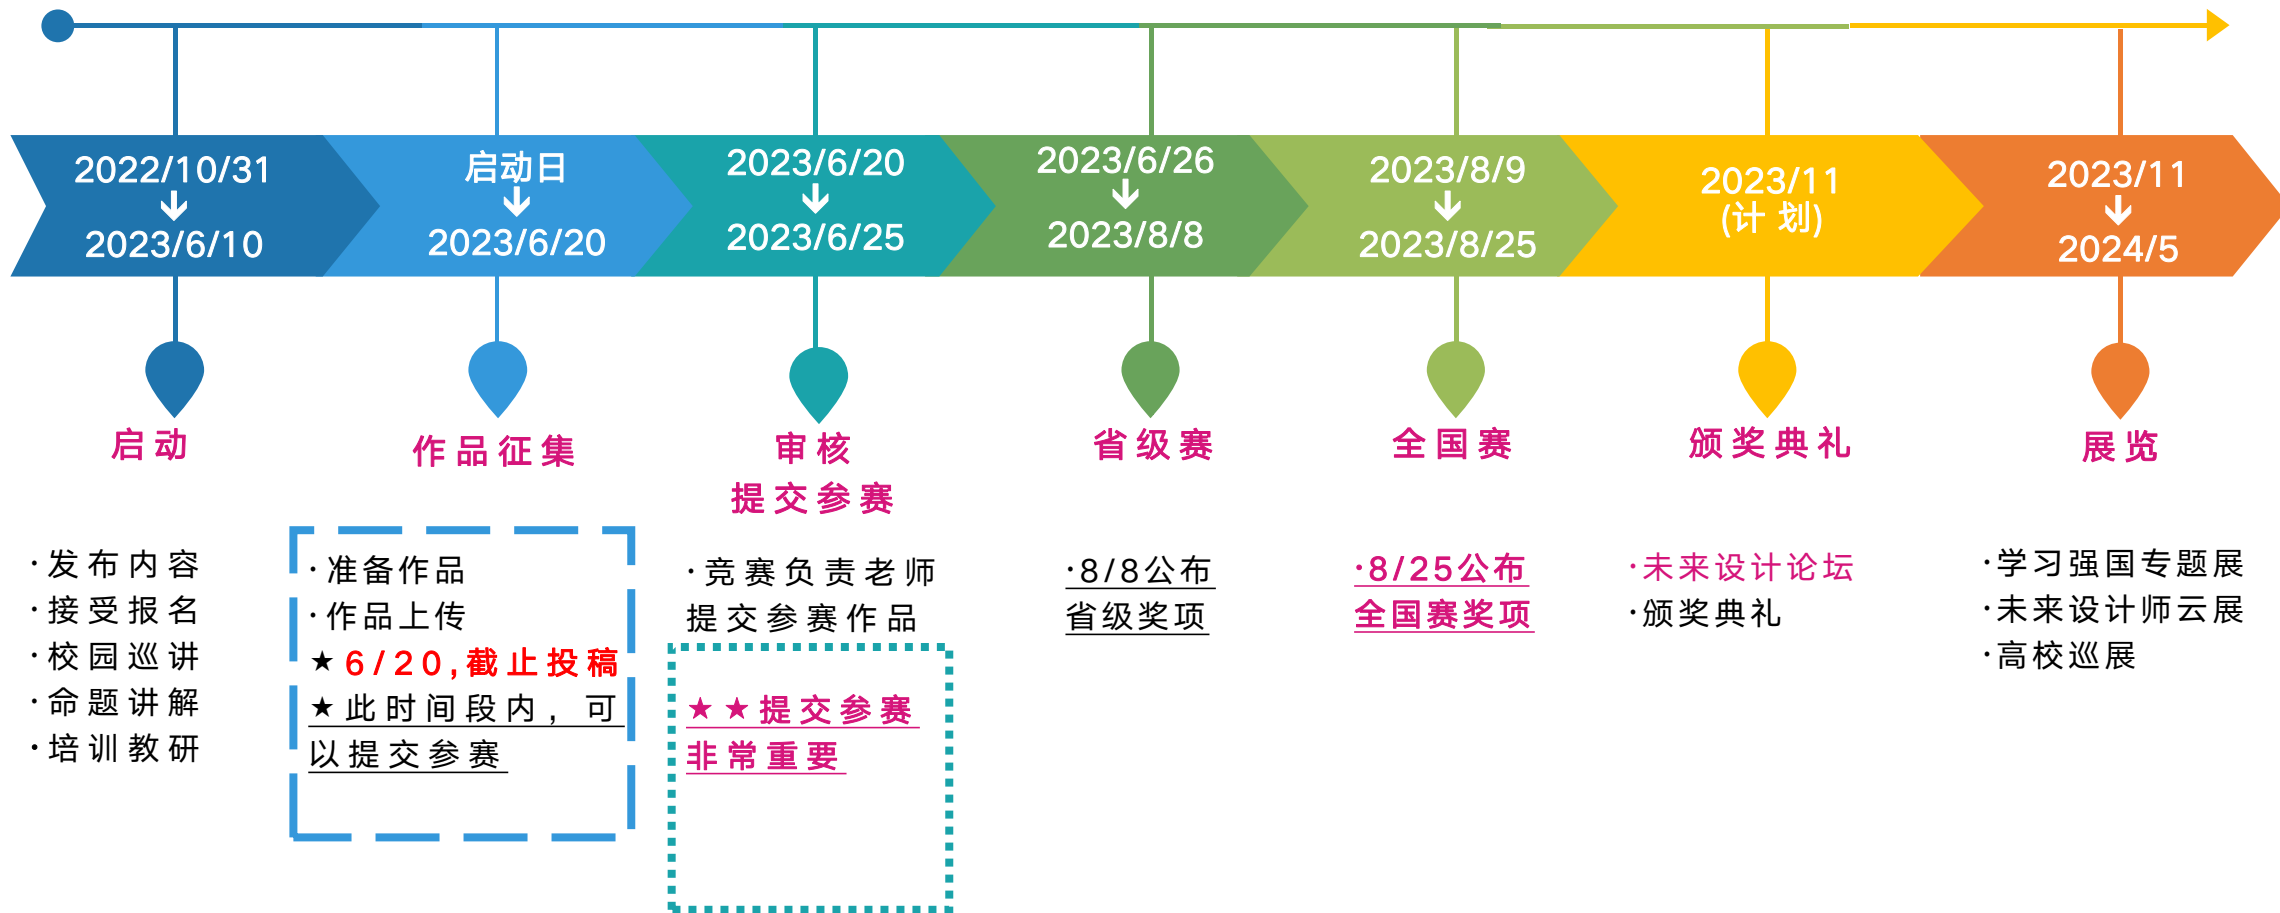 2022/10/31
2023/6/10
启动日
2023/6/20
2023/6/20
2023/6/25
2023/6/26
2023/8/8
2023/8/9
2023/8/25
2023/11
(计 划)
2023/11
2024/5
启动
作品征集
审核
提交参赛
省级赛
全国赛
颁奖典礼
展览
·发布内容
·接受报名
·校园巡讲
·命题讲解
·培训教研
·准备作品
·作品上传
★6/20,截止投稿
★此时间段内，可
以提交参赛
·竞赛负责老师
提交参赛作品
★★提交参赛
非常重要
·8/8公布
省级奖项
·8/25公布
全国赛奖项
·未来设计论坛
·颁奖典礼
·学习强国专题展
·未来设计师云展
·高校巡展